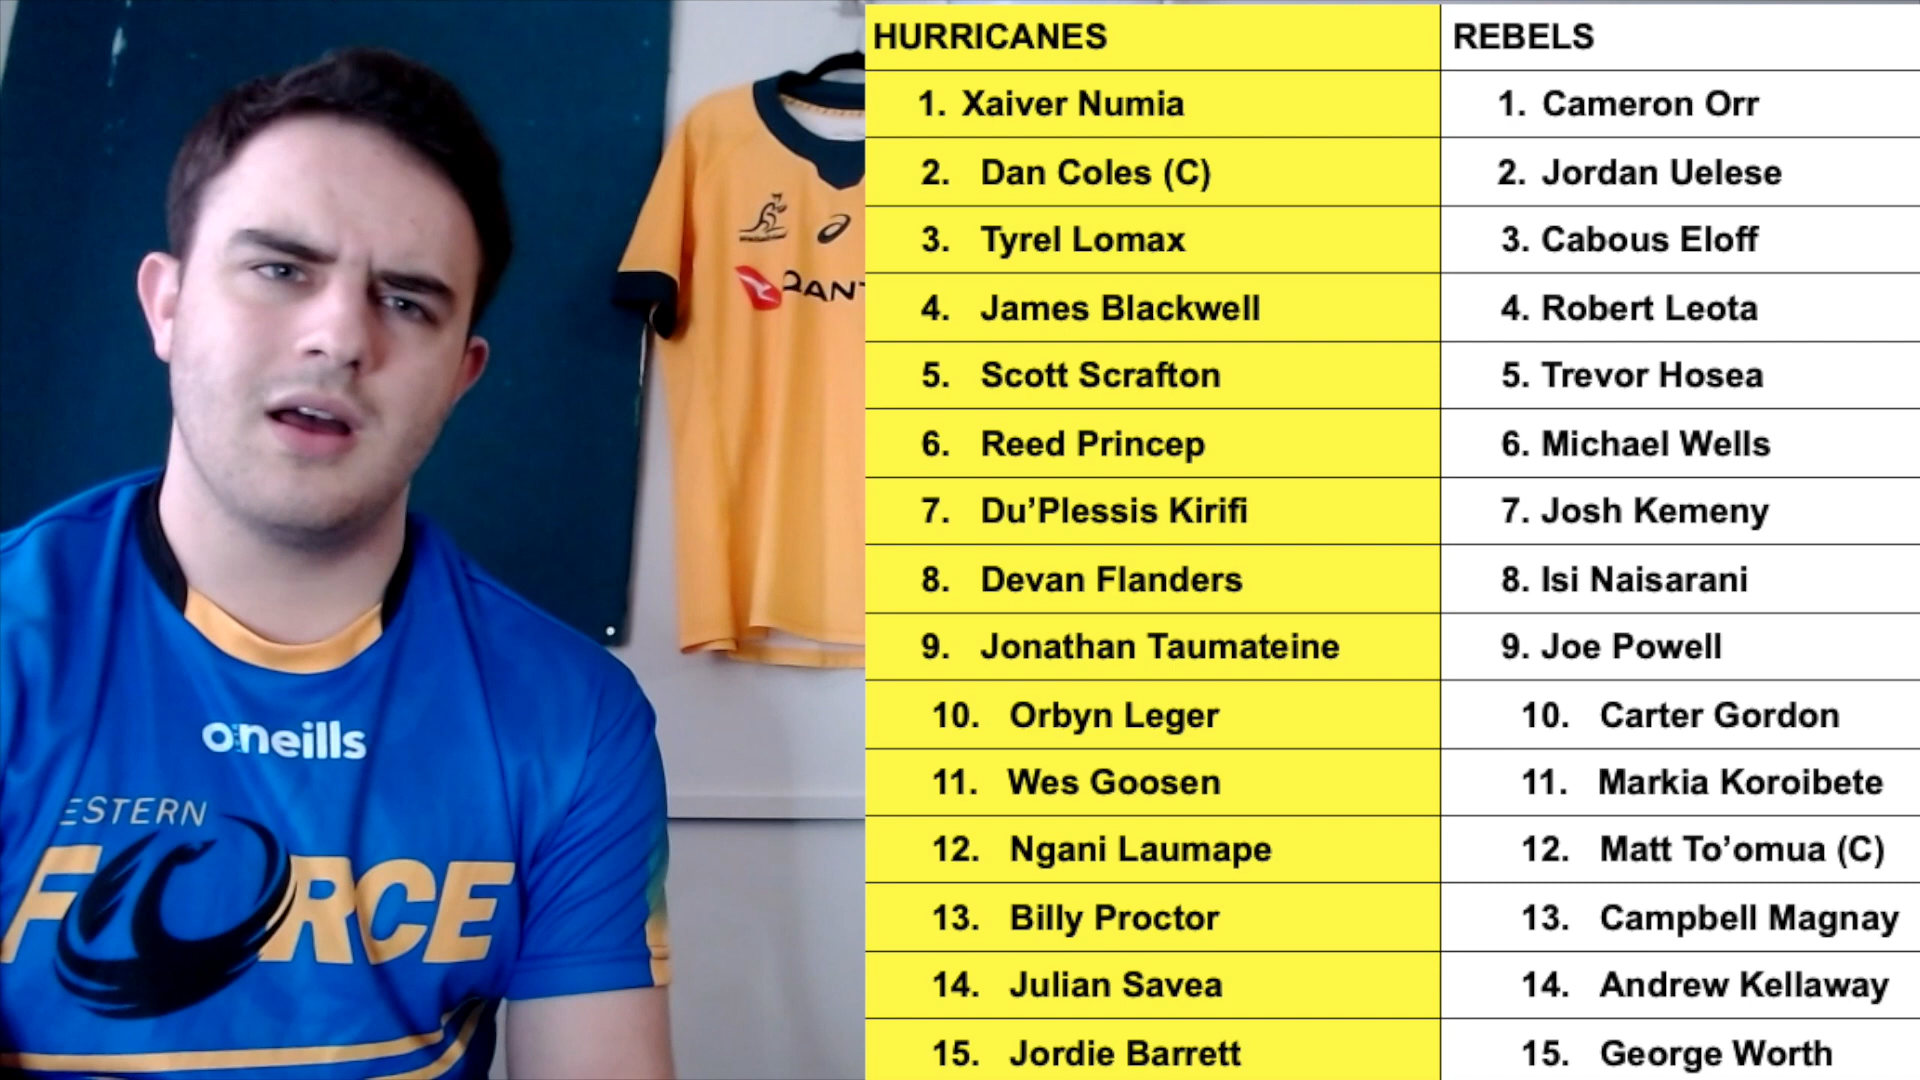 QANT
o'neills
ESTERN
FORCE
HURRICANES
1. Xaiver Numia
2. Dan Coles (C)
3. Tyrel Lomax
4. James Blackwell
5. Scott Scrafton
6. Reed Princep
7. Du’Plessis Kirifi
8. Devan Flanders
9. Jonathan Taumateine
10. Orbyn Leger
11. Wes Goosen
12. Ngani Laumape
13. Billy Proctor
14. Julian Savea
15. Jordie Barrett
REBELS
1. Cameron Orr
2. Jordan Uelese
3. Cabous Eloff
4. Robert Leota
5. Trevor Hosea
6. Michael Wells
7. Josh Kemeny
8. Isi Naisarani
9. Joe Powell
10. Carter Gordon
11. Markia Koroibete
12. Matt To’omua (C)
13. Campbell Magnay
14. Andrew Kellaway
15. George Worth